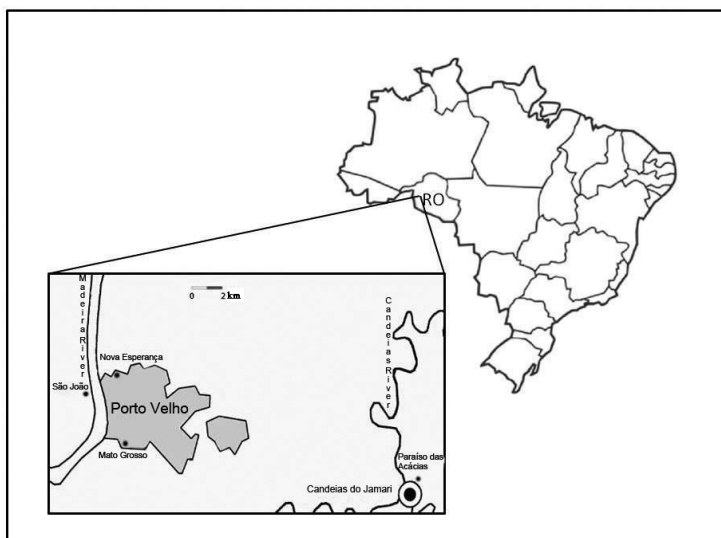 RO
Madeira River
0 2 km
Candeias River
Nova Esperança
São João
Porto Velho
Mato Grosso
Paraíso das
Acácias
Candeias do Jamari